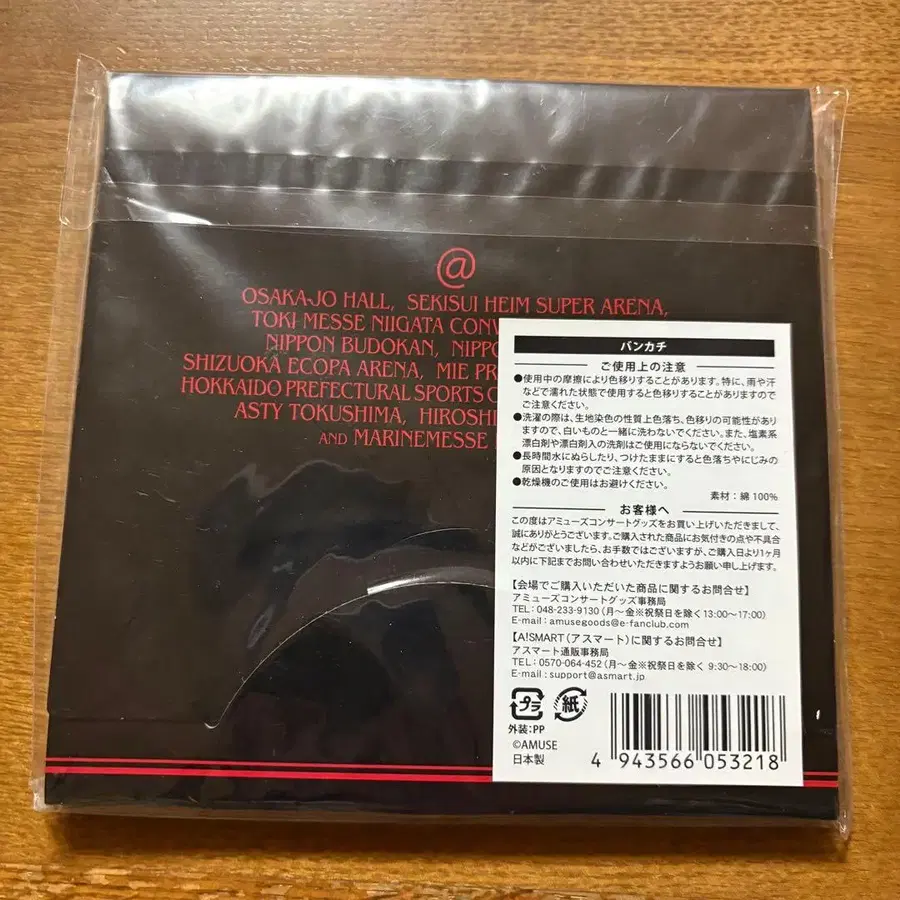 @
OSAKAJO HALL, SEKISUI HEIM SUPER ARENA,
TOKI MESSE NIIGATA
NIPPON BUDOKAN,
SHIZUOKA ECOPA ARENA, MIE
HOKKAIDO PREFECTURAL SPORTS
ASTY TOKUSHIMA,
AND MARINEMESSE
バンカチ
ご使用上の注意
●使用中の摩擦により色移りすることがあります。特に、雨や汗
などで濡れた状態で使用すると色移りすることがありますので
ご注意ください。
●洗濯の際は、生地染色の性質上色落ち、色移りの可能性があり
ますので、白いものと一緒に洗わないでください。また、塩素系
漂白剤や漂白剤入の洗剤はご使用にならないでください。
●長時間水にぬらしたり、つけたままにすると色落ちやにじみの
原因となりますのでご注意ください。
●乾燥機のご使用はお避けください。
素材：綿 100%
お客様へ
この度はアミューズコンサートグッズをお買い上げいただきまして、
誠にありがとうございます。ご購入された商品にお気付きの点や不具合
などがございましたら、お手数ではございますが、ご購入日より1ヶ月
以内に下記までお問い合わせいただきますようお願い申し上げます。
【会場でご購入いただいた商品に関するお問合せ】
アミューズコンサートグッズ事務局
TEL：048-233-9130（月～金※祝祭日を除く 13:00～17:00）
E-mail：amusegoods@e-fanclub.com
【A!SMART（アスマート）に関するお問合せ】
アスマート通販事務局
TEL：0570-064-452（月～金※祝祭日を除く 9:30～18:00）
E-mail：support@asmart.jp
プラ 紙
外装：PP
©AMUSE
日本製
4 943566 053218